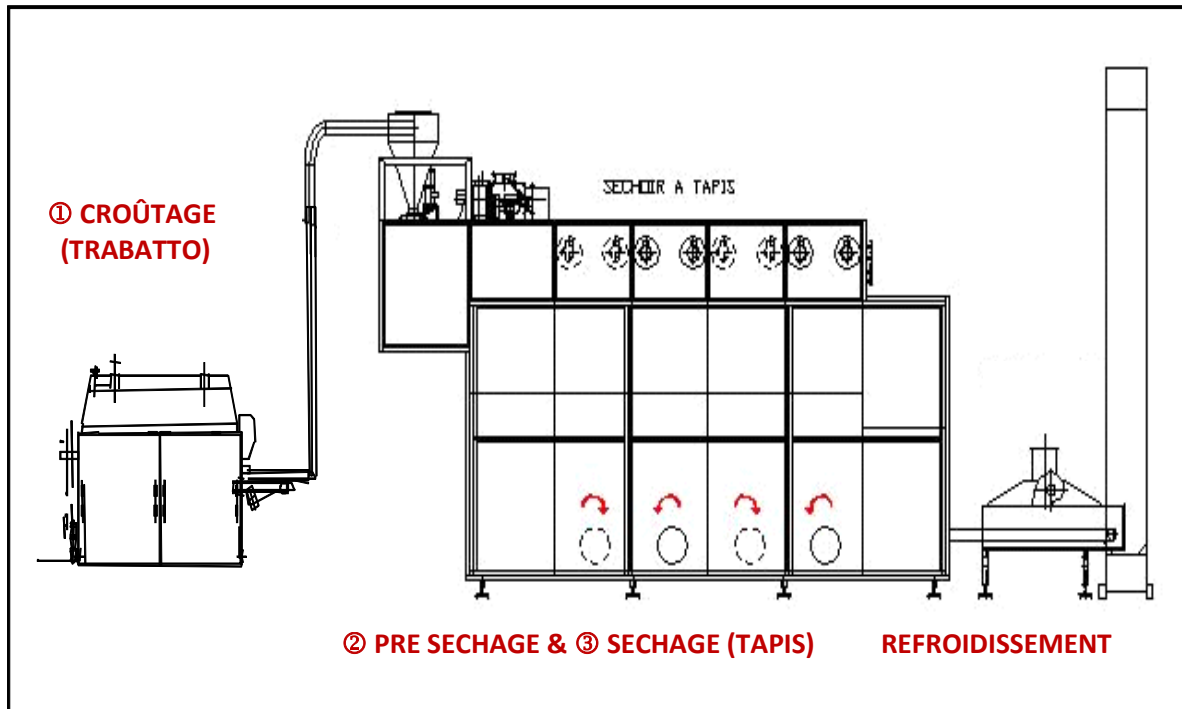 SECHOIR A TAPIS
① CROÛTAGE
(TRABATTO)
② PRE SECHAGE & ③ SECHAGE (TAPIS)
REFROIDISSEMENT